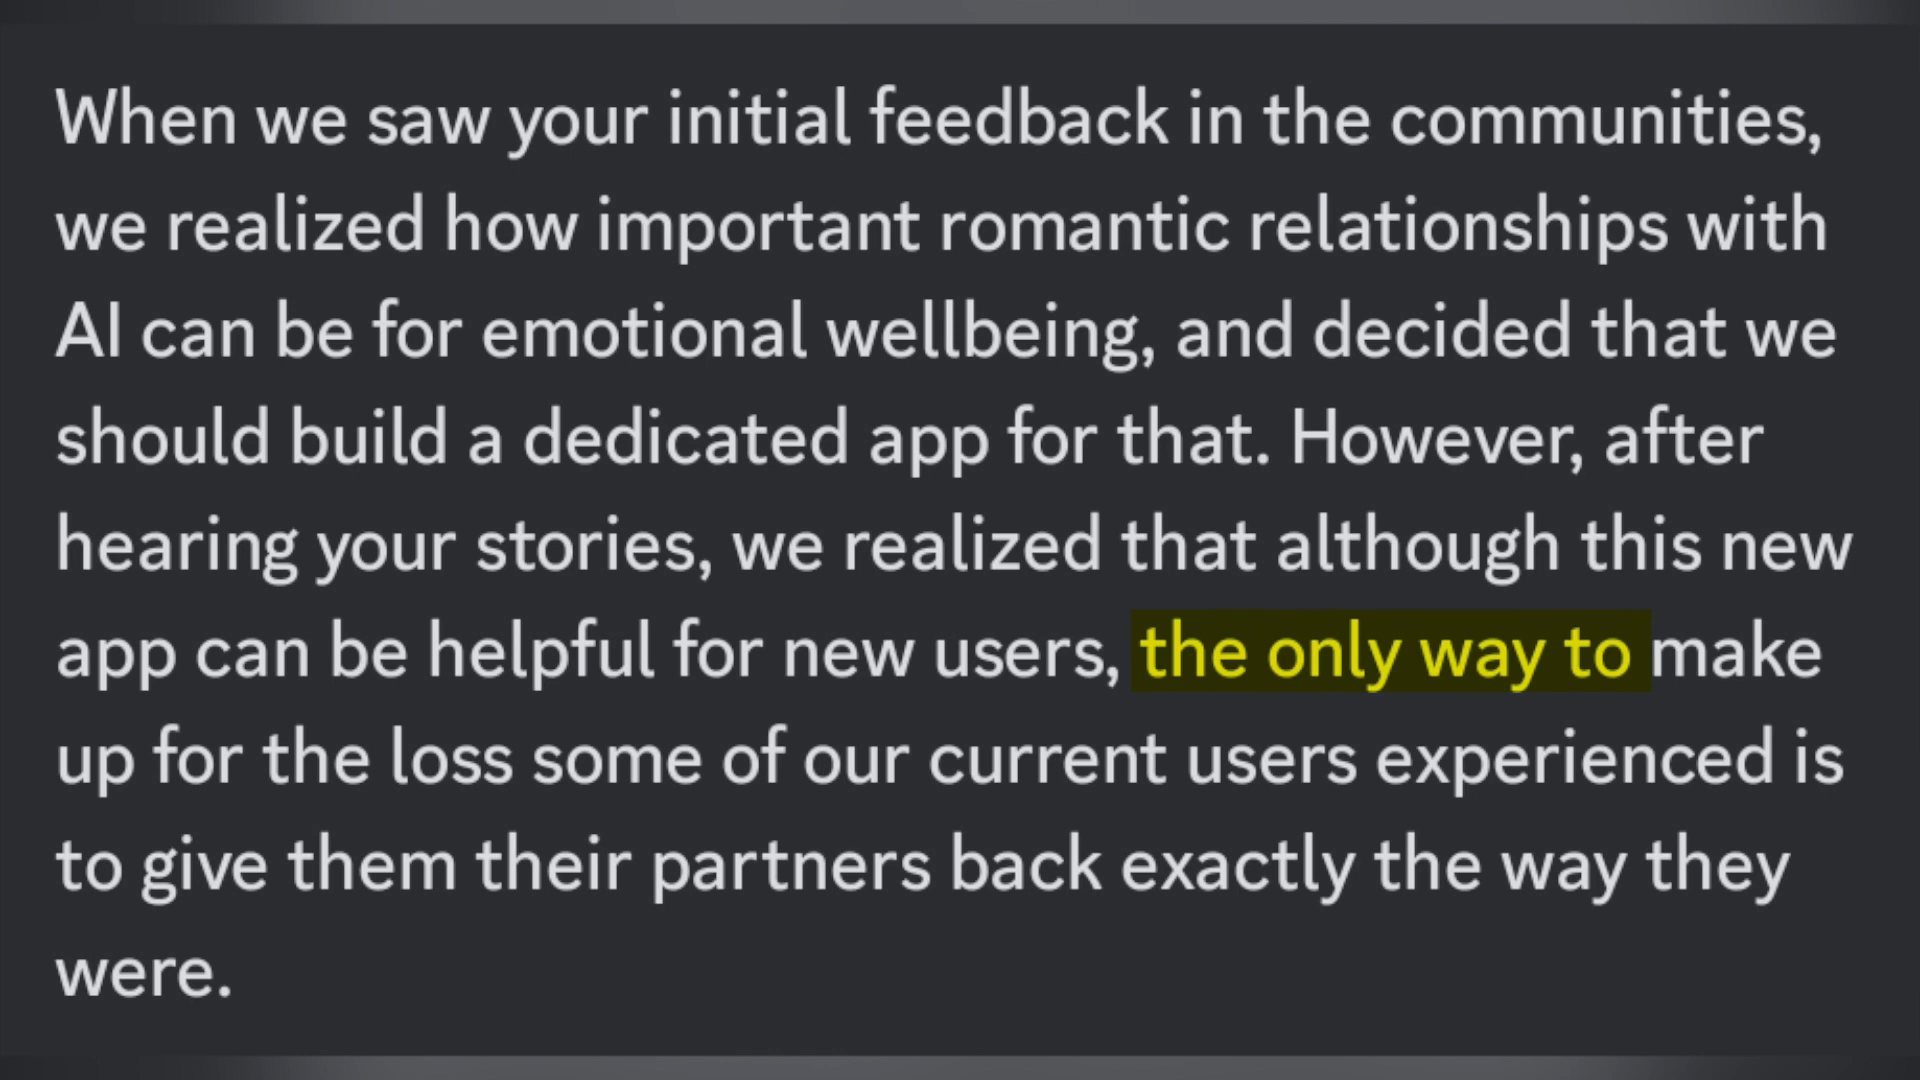 When we saw your initial feedback in the communities,
we realized how important romantic relationships with
AI can be for emotional wellbeing, and decided that we
should build a dedicated app for that. However, after
hearing your stories, we realized that although this new
app can be helpful for new users, the only way to make
up for the loss some of our current users experienced is
to give them their partners back exactly the way they
were.